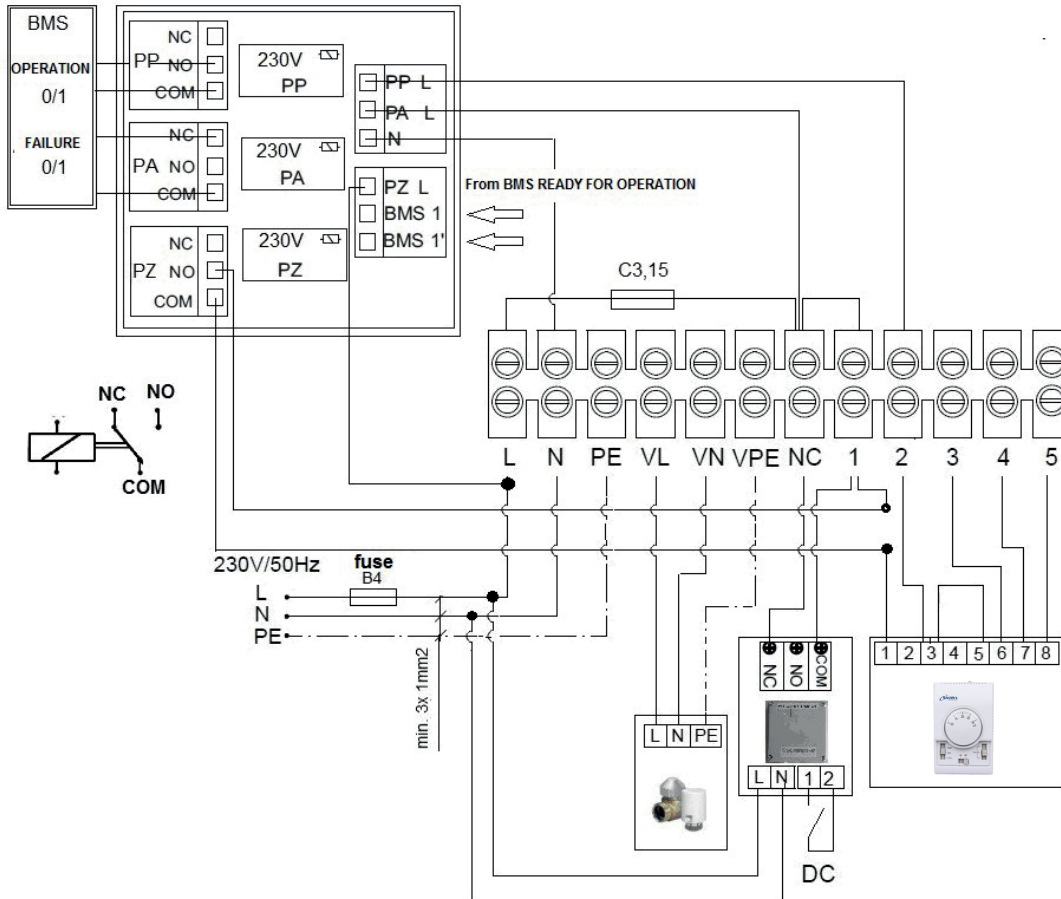 BMS
OPERATION
0/1
FAILURE
0/1
NC
PP NO
COM
230V
PP
NC
PA NO
COM
230V
PA
NC
PZ NO
COM
230V
PZ
PP L
PA L
N
PZ L
BMS 1
BMS 1'
From BMS READY FOR OPERATION
C3,15
NC NO
COM
L N PE VL VN VPE NC 1 2 3 4 5
230V/50Hz
fuse
B4
L
N
PE
min. 3x 1mm2
L N PE
NC NO COM
L N 1 2
DC
1 2 3 4 5 6 7 8